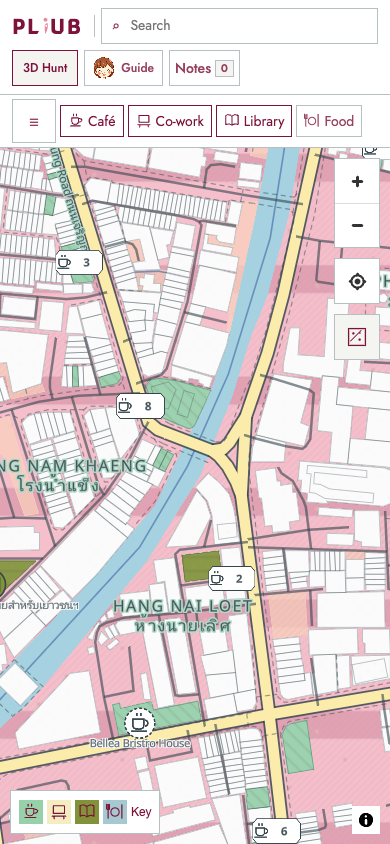 PLIUB
Search
3D Hunt
Guide
Notes 0
Café
Co-work
Library
Food
3
8
NG NAM KHAENG
โรงน้ำแข็ง
2
HANG NAI LOET
หางนายเลิศ
Bellea Bistro House
6
Key